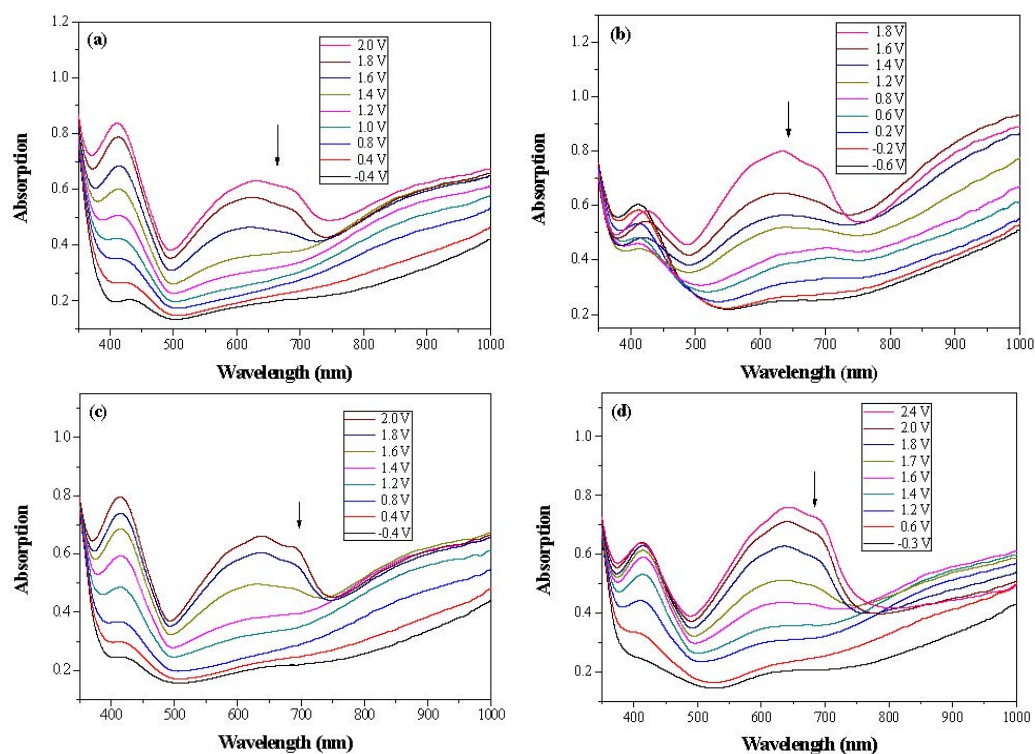 (a)
1.2
1.0
0.8
0.6
0.4
0.2
Absorption
2.0 V
1.8 V
1.6 V
1.4 V
1.2 V
1.0 V
0.8 V
0.4 V
-0.4 V
400 500 600 700 800 900 1000
Wavelength (nm)
(b)
1.2
1.0
0.8
0.6
0.4
0.2
Absorption
1.8 V
1.6 V
1.4 V
1.2 V
0.8 V
0.6 V
0.2 V
-0.2 V
-0.6 V
400 500 600 700 800 900 1000
Wavelength (nm)
(c)
1.0
0.8
0.6
0.4
0.2
Absorption
2.0 V
1.8 V
1.6 V
1.4 V
1.2 V
0.8 V
0.4 V
-0.4 V
400 500 600 700 800 900 1000
Wavelength (nm)
(d)
1.0
0.8
0.6
0.4
0.2
Absorption
2.4 V
2.0 V
1.8 V
1.7 V
1.6 V
1.4 V
1.2 V
0.6 V
-0.3 V
400 500 600 700 800 900 1000
Wavelength (nm)